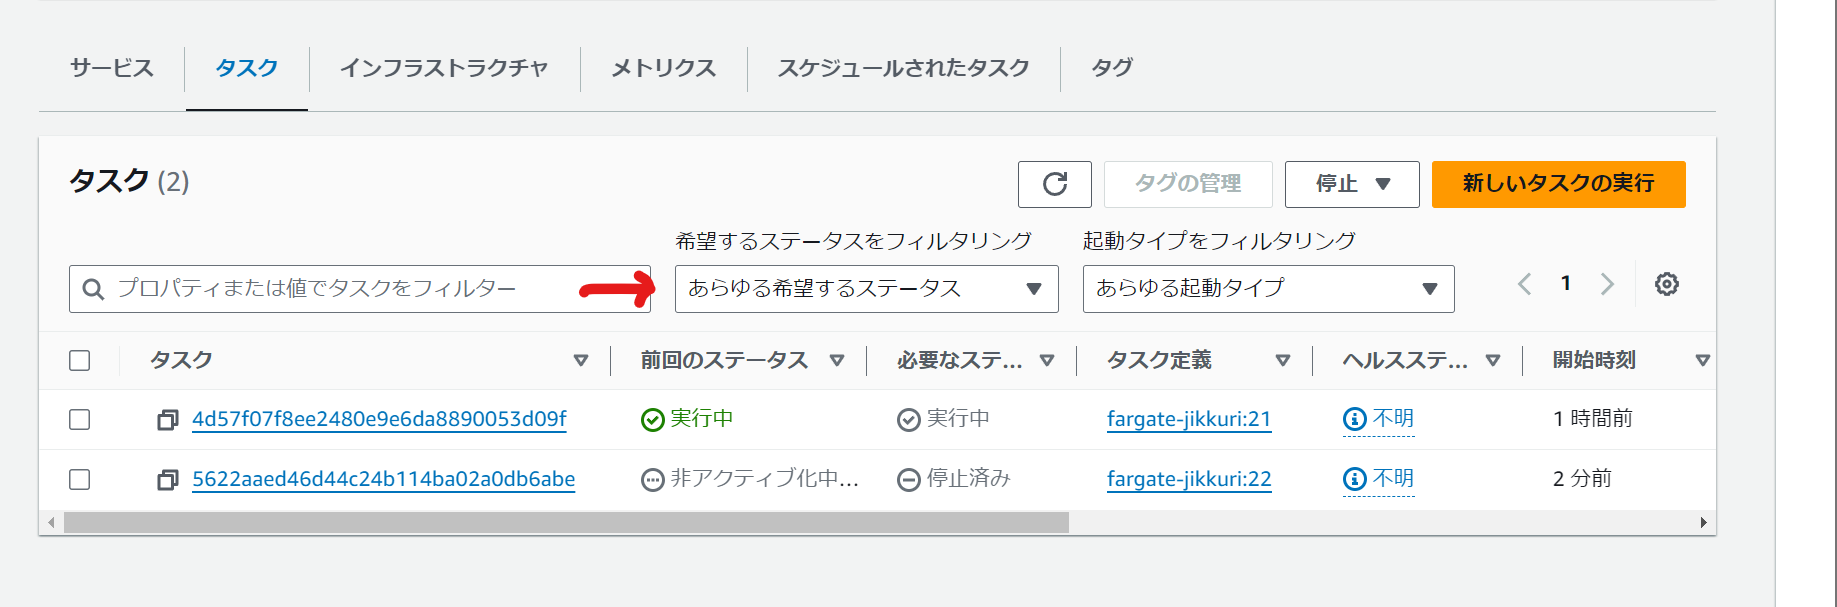 サービス タスク インフラストラクチャ メトリクス スケジュールされたタスク タグ
タスク (2) タグの管理 停止 新しいタスクの実行
希望するステータスをフィルタリング 起動タイプをフィルタリング
プロパティまたは値でタスクをフィルター あらゆる希望するステータス あらゆる起動タイプ 1
タスク 前回のステータス 必要なステ... タスク定義 ヘルスステ... 開始時刻
4d57f07f8ee2480e9e6da8890053d09f 実行中 実行中 fargate-jikkuri:21 不明 1 時間前
5622aaed46d44c24b114ba02a0db6abe 非アクティブ化中... 停止済み fargate-jikkuri:22 不明 2 分前